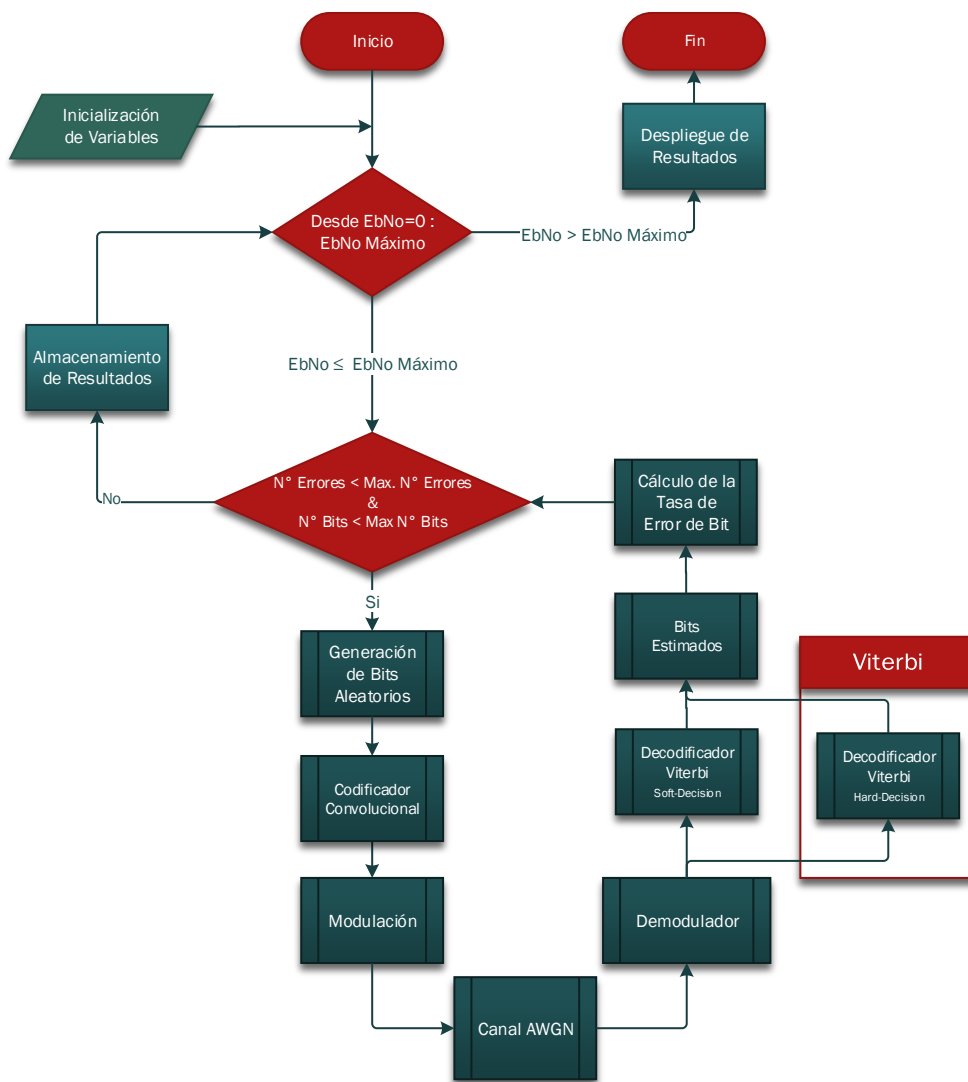 Inicio
Fin
Inicialización
de Variables
Despliegue de
Resultados
Desde EbNo=0 :
EbNo Máximo
EbNo > EbNo Máximo
Almacenamiento
de Resultados
EbNo ≤ EbNo Máximo
N° Errores < Max. N° Errores
&
N° Bits < Max N° Bits
No
Cálculo de la
Tasa de
Error de Bit
Si
Generación
de Bits
Aleatorios
Bits
Estimados
Viterbi
Decodificador
Viterbi
Soft-Decision
Decodificador
Viterbi
Hard-Decision
Codificador
Convolucional
Modulación
Demodulador
Canal AWGN